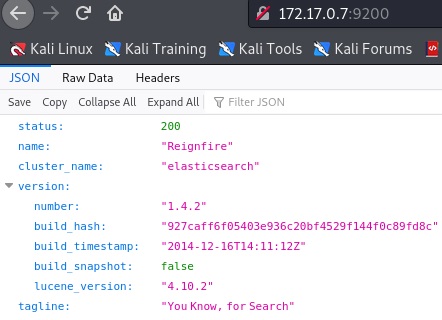 172.17.0.7:9200
Kali Linux Kali Training Kali Tools Kali Forums
JSON Raw Data Headers
Save Copy Collapse All Expand All Filter JSON
status: 200
name: "Reignfire"
cluster_name: "elasticsearch"
version:
number: "1.4.2"
build_hash: "927caff6f05403e936c20bf4529f144f0c89fd8c"
build_timestamp: "2014-12-16T14:11:12Z"
build_snapshot: false
lucene_version: "4.10.2"
tagline: "You Know, for Search"